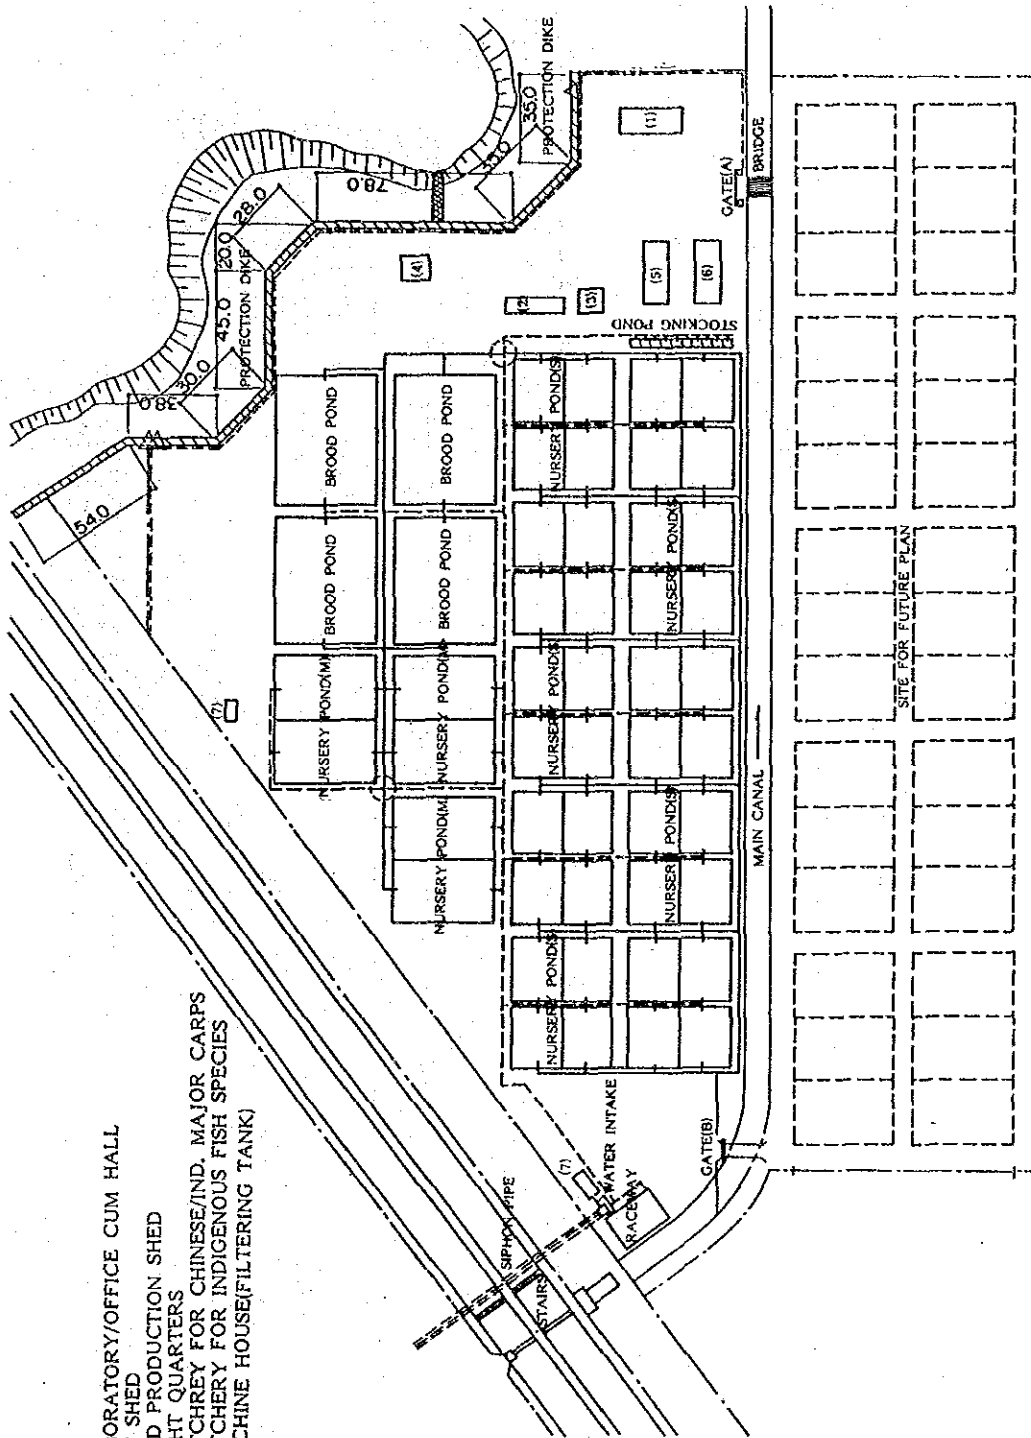 ORATORY/OFFICE CUM HALL
SHED
D PRODUCTION SHED
HT QUARTERS
TCHREY FOR CHINESE/IND. MAJOR CARPS
TCHERY FOR INDIGENOUS FISH SPECIES
CHINE HOUSE(FILTERING TANK)
54.0
38.0
30.0
45.0
20.0
28.0
PROTECTION DIKE
78.0
35.0
PROTECTION DIKE
(1)
(2)
(3)
(4)
(5)
(6)
(7)
(7)
GATE(A)
BRIDGE
STOCKING POND
BROOD POND
BROOD POND
BROOD POND
BROOD POND
NURSERY POND(M)
NURSERY POND(M)
NURSERY POND(M)
NURSERY POND(S)
NURSERY POND(S)
NURSERY POND(S)
NURSERY POND(S)
NURSERY POND(S)
MAIN CANAL
SITE FOR FUTURE PLAN
GATE(B)
WATER INTAKE
RACEWAY
SIPHON PIPE
STAIRS